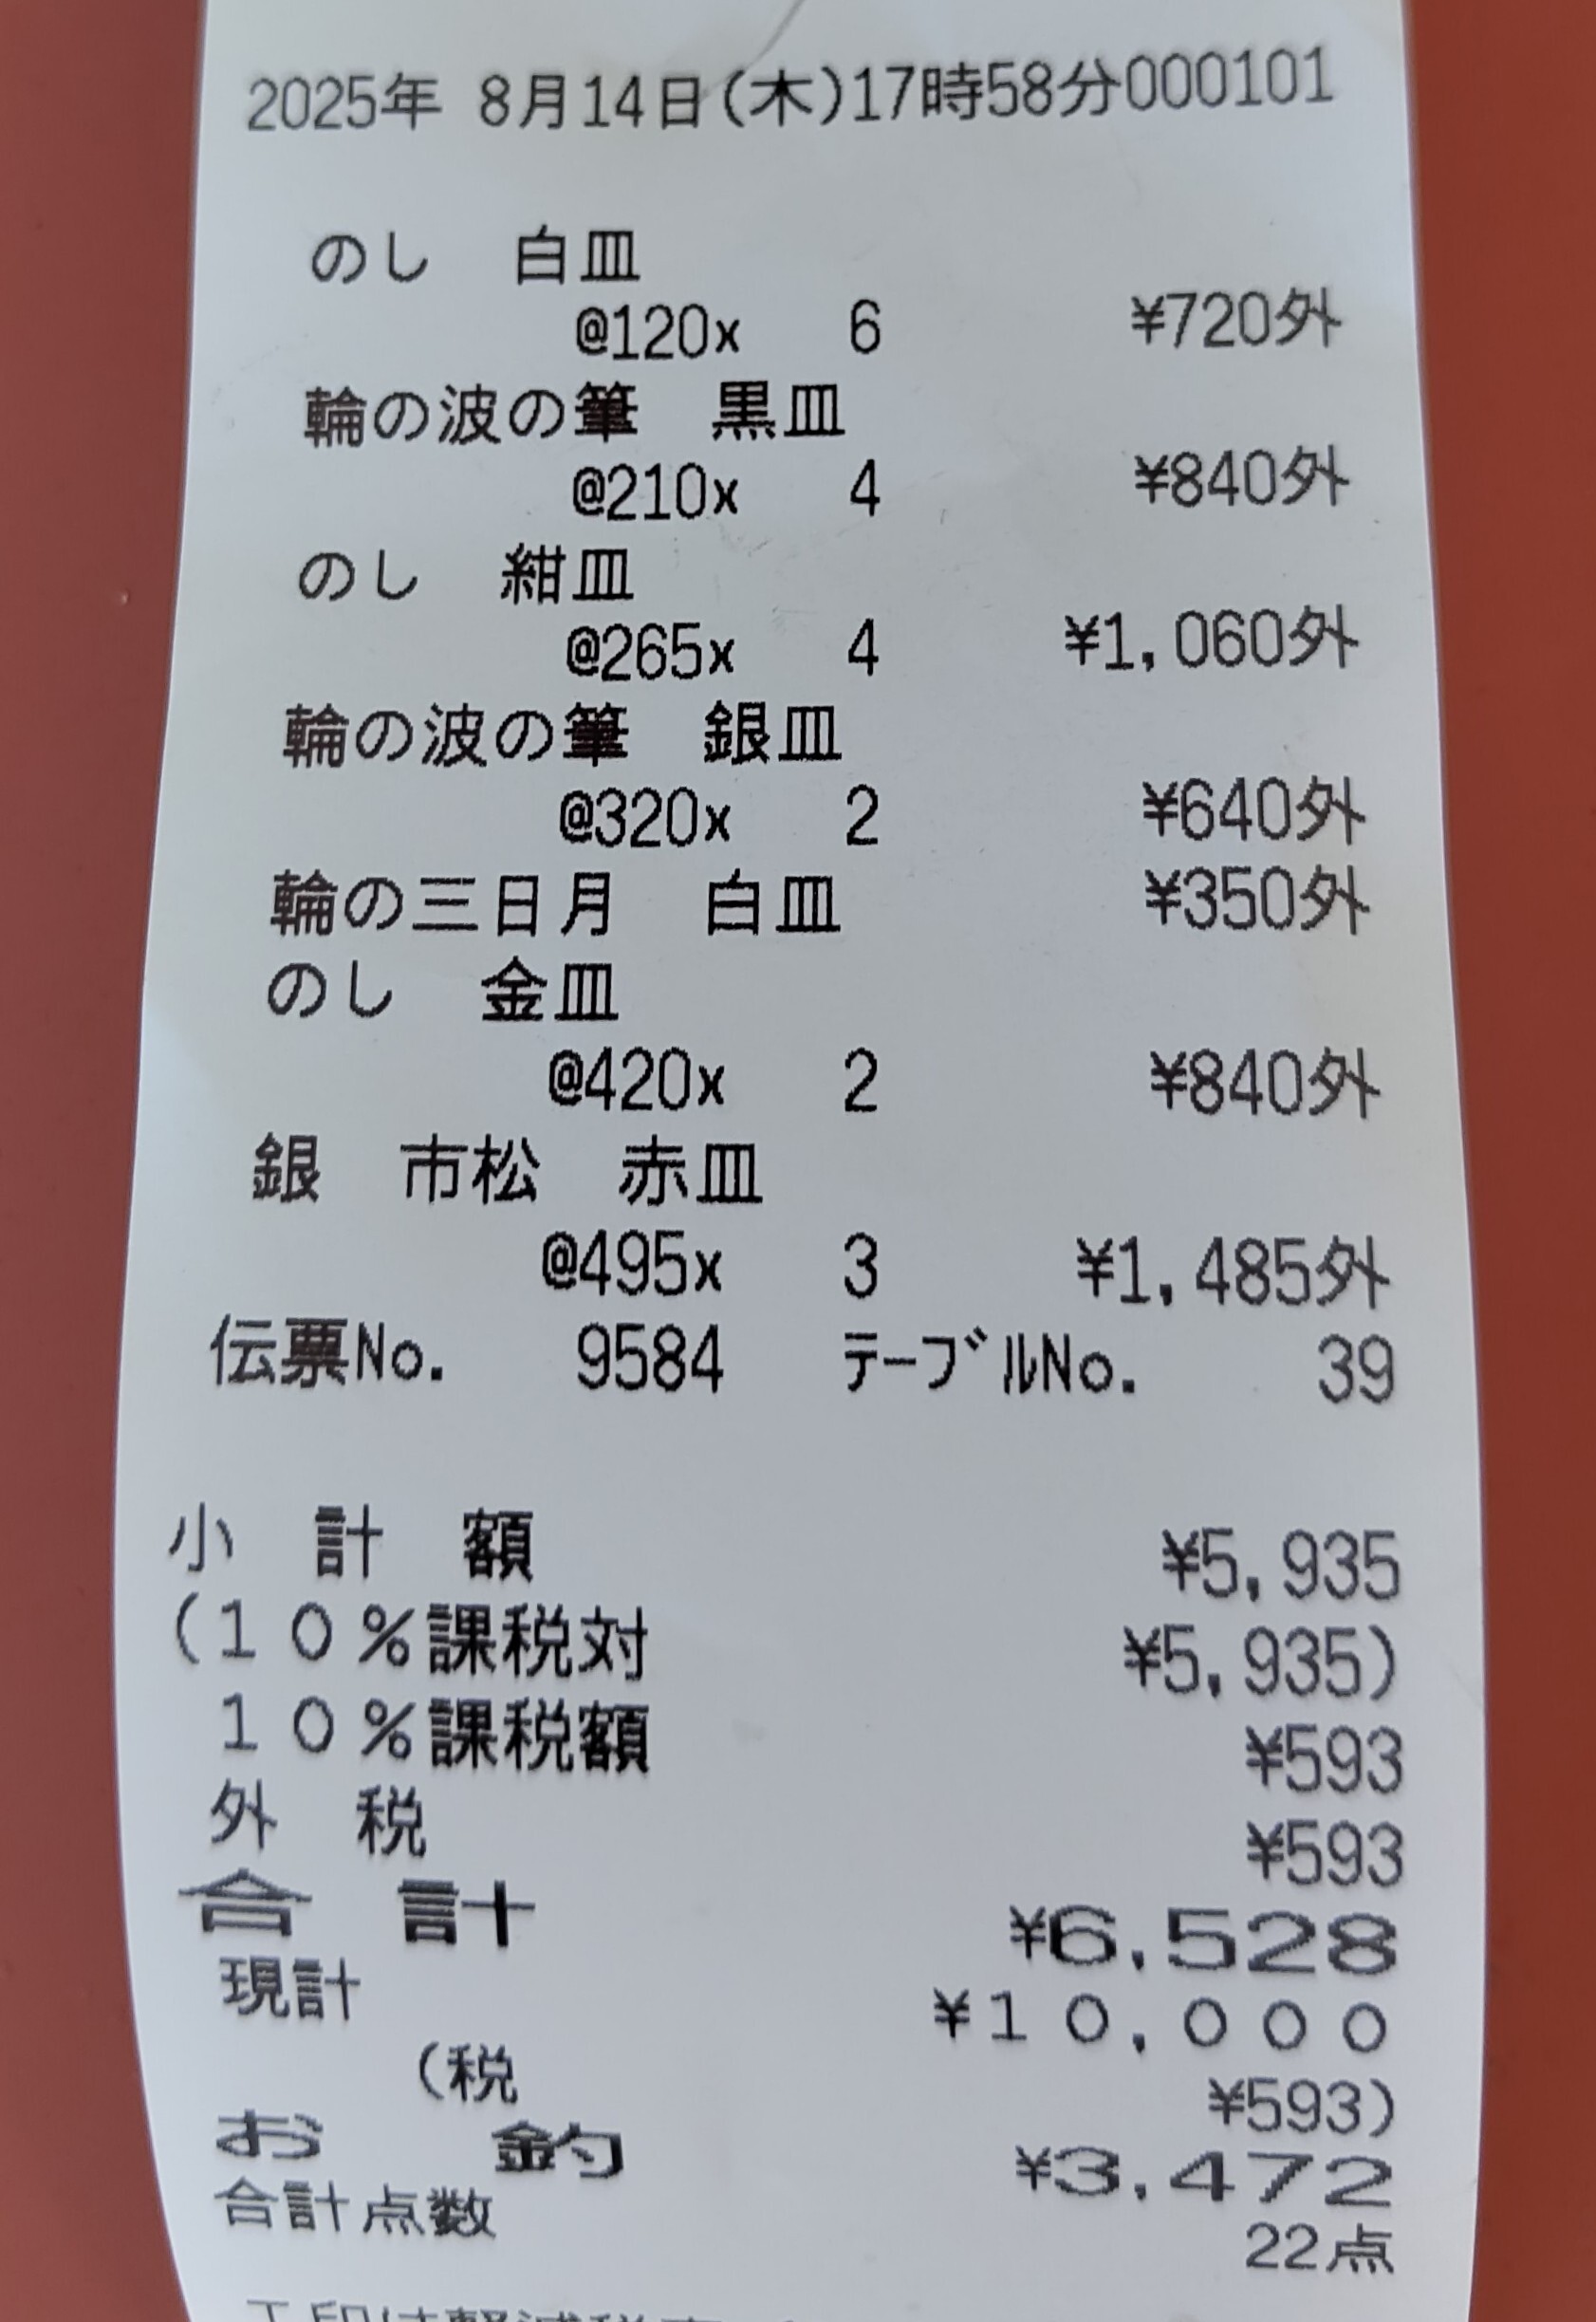 2025年 8月14日(木)17時58分000101
のし　白皿
@120x 6 ¥720外
輪の波の筆　黒皿
@210x 4 ¥840外
のし　紺皿
@265x 4 ¥1,060外
輪の波の筆　銀皿
@320x 2 ¥640外
輪の三日月　白皿 ¥350外
のし　金皿
@420x 2 ¥840外
銀　市松　赤皿
@495x 3 ¥1,485外
伝票No. 9584 ﾃｰﾌﾞﾙNo. 39
小　計　額 ¥5,935
(１０％課税対 ¥5,935)
１０％課税額 ¥593
外　税 ¥593
合　計 ¥6,528
現計 ¥１０,０００
(税 ¥593)
お　　釣 ¥3,472
合計点数 22点